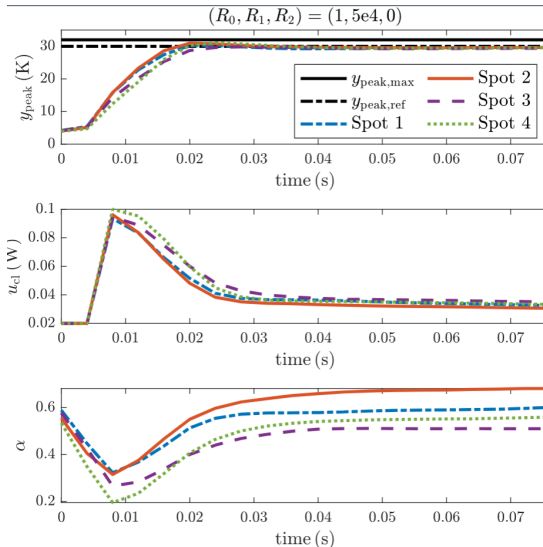 (R₀, R₁, R₂) = (1, 5e4, 0)
y_peak (K)
30
20
10
0
y_peak,max
y_peak,ref
Spot 1
Spot 2
Spot 3
Spot 4
0 0.01 0.02 0.03 0.04 0.05 0.06 0.07
time (s)
u_cl (W)
0.1
0.08
0.06
0.04
0.02
0 0.01 0.02 0.03 0.04 0.05 0.06 0.07
time (s)
α
0.6
0.4
0.2
0 0.01 0.02 0.03 0.04 0.05 0.06 0.07
time (s)